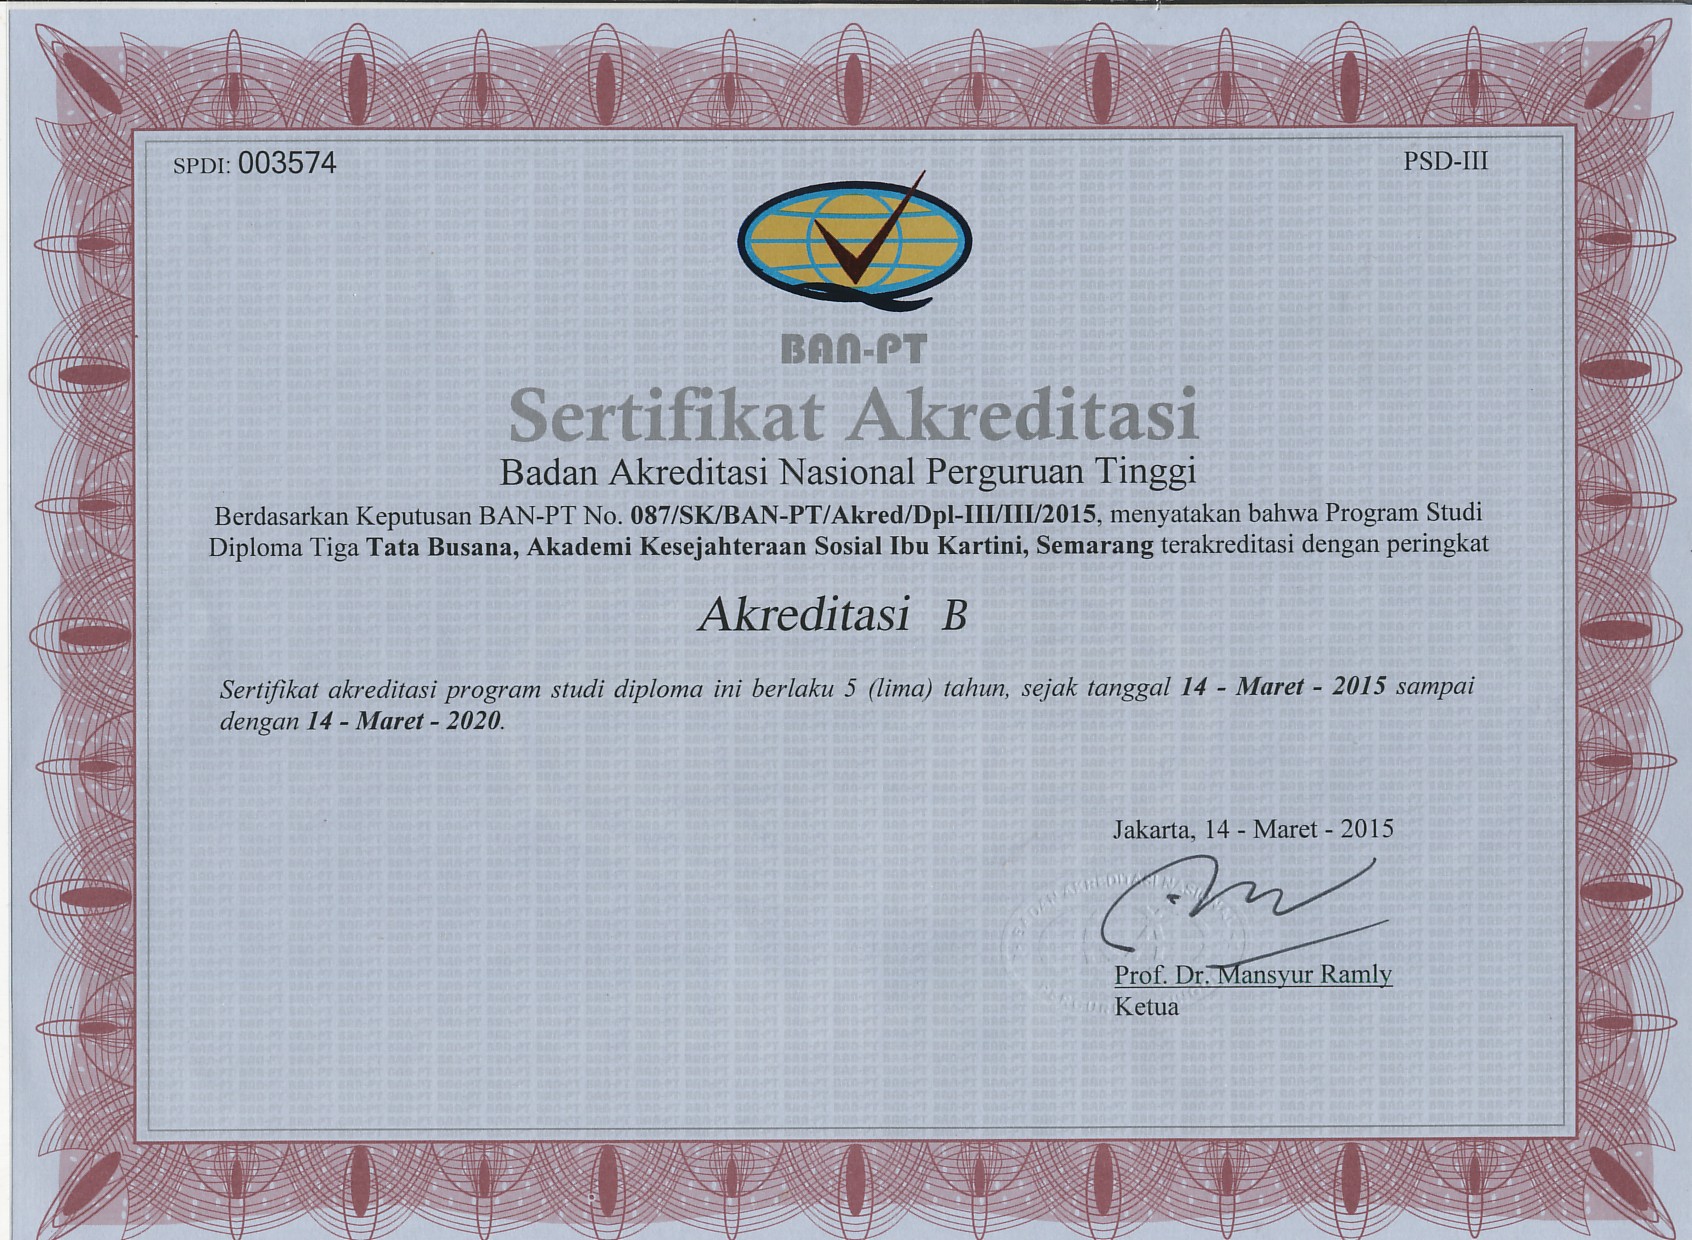 SPDI: 003574
PSD-III
BAN-PT
Sertifikat Akreditasi
Badan Akreditasi Nasional Perguruan Tinggi
Berdasarkan Keputusan BAN-PT No. 087/SK/BAN-PT/Akred/Dpl-III/III/2015, menyatakan bahwa Program Studi
Diploma Tiga Tata Busana, Akademi Kesejahteraan Sosial Ibu Kartini, Semarang terakreditasi dengan peringkat
Akreditasi B
Sertifikat akreditasi program studi diploma ini berlaku 5 (lima) tahun, sejak tanggal 14 - Maret - 2015 sampai
dengan 14 - Maret - 2020.
Jakarta, 14 - Maret - 2015
Prof. Dr. Mansyur Ramly
Ketua